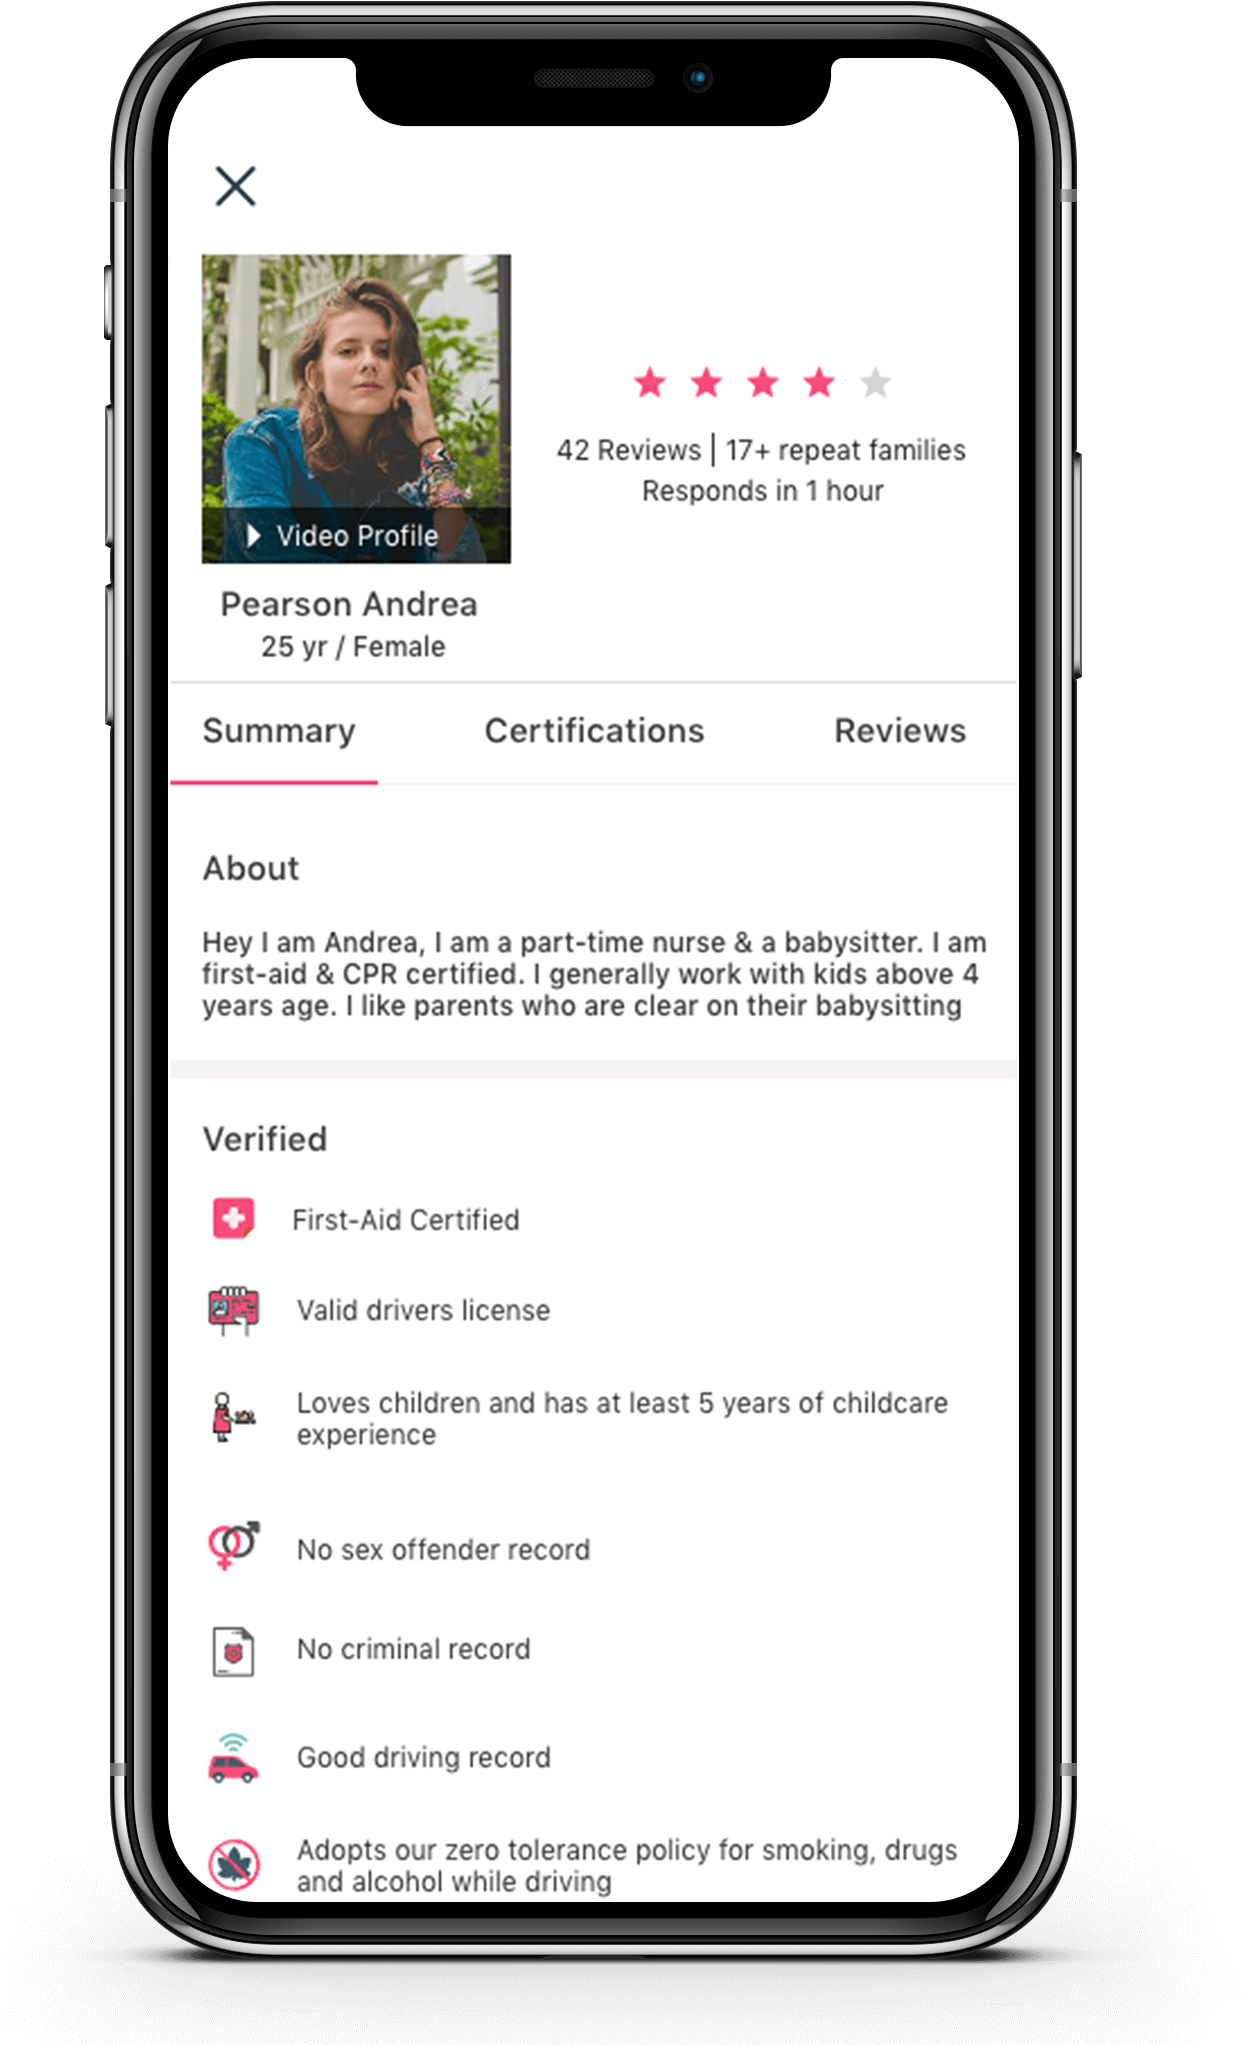 Video Profile
42 Reviews | 17+ repeat families
Responds in 1 hour
Pearson Andrea
25 yr / Female
Summary
Certifications
Reviews
About
Hey I am Andrea, I am a part-time nurse & a babysitter. I am
first-aid & CPR certified. I generally work with kids above 4
years age. I like parents who are clear on their babysitting
Verified
First-Aid Certified
Valid drivers license
Loves children and has at least 5 years of childcare
experience
No sex offender record
No criminal record
Good driving record
Adopts our zero tolerance policy for smoking, drugs
and alcohol while driving